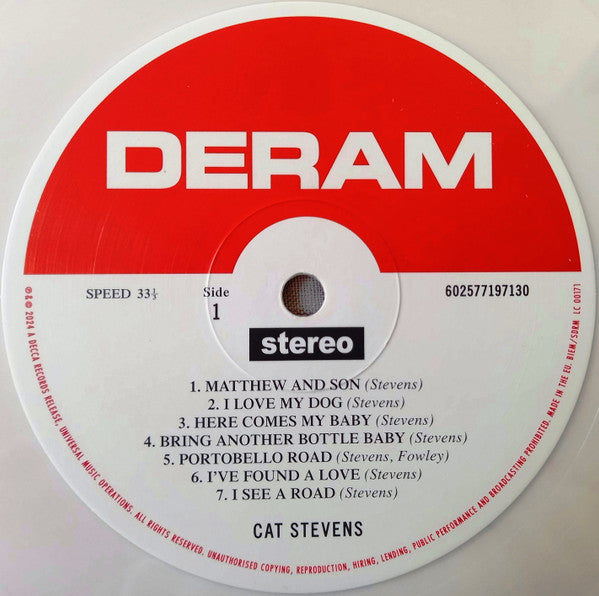 DERAM
SPEED 33⅓
Side
1
602577197130
stereo
1. MATTHEW AND SON (Stevens)
2. I LOVE MY DOG (Stevens)
3. HERE COMES MY BABY (Stevens)
4. BRING ANOTHER BOTTLE BABY (Stevens)
5. PORTOBELLO ROAD (Stevens, Fowley)
6. I'VE FOUND A LOVE (Stevens)
7. I SEE A ROAD (Stevens)
CAT STEVENS
℗&© 2024 A DECCA RECORDS RELEASE, UNIVERSAL MUSIC OPERATIONS. ALL RIGHTS RESERVED. UNAUTHORISED COPYING, REPRODUCTION, HIRING, LENDING, PUBLIC PERFORMANCE AND BROADCASTING PROHIBITED. MADE IN THE EU. BIEM/SDRM LC 00171